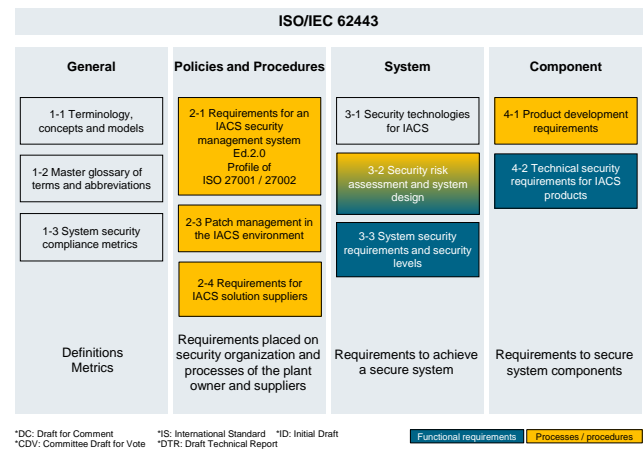 ISO/IEC 62443
General
1-1 Terminology,
concepts and models
1-2 Master glossary of
terms and abbreviations
1-3 System security
compliance metrics
Definitions
Metrics
Policies and Procedures
2-1 Requirements for an
IACS security
management system
Ed.2.0
Profile of
ISO 27001 / 27002
2-3 Patch management in
the IACS environment
2-4 Requirements for
IACS solution suppliers
Requirements placed on
security organization and
processes of the plant
owner and suppliers
System
3-1 Security technologies
for IACS
3-2 Security risk
assessment and system
design
3-3 System security
requirements and security
levels
Requirements to achieve
a secure system
Component
4-1 Product development
requirements
4-2 Technical security
requirements for IACS
products
Requirements to secure
system components
*DC: Draft for Comment *IS: International Standard *ID: Initial Draft
*CDV: Committee Draft for Vote *DTR: Draft Technical Report
Functional requirements Processes / procedures